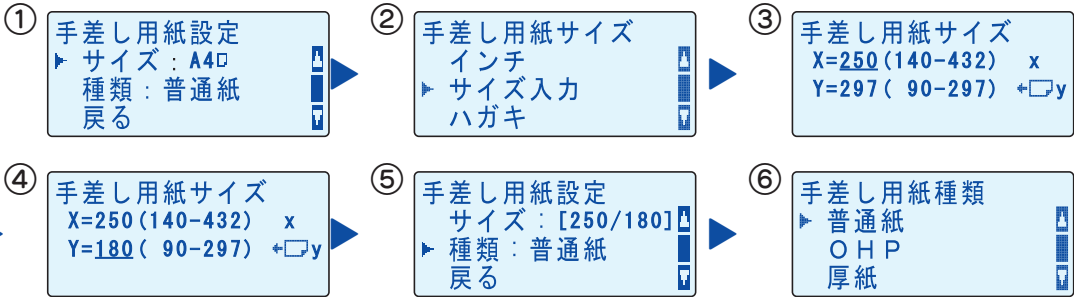 ①
手差し用紙設定
サイズ：A4
種類：普通紙
戻る
②
手差し用紙サイズ
インチ
サイズ入力
ハガキ
③
手差し用紙サイズ
X=250(140-432) x
Y=297( 90-297) y
④
手差し用紙サイズ
X=250(140-432) x
Y=180( 90-297) y
⑤
手差し用紙設定
サイズ：[250/180]
種類：普通紙
戻る
⑥
手差し用紙種類
普通紙
ＯＨＰ
厚紙